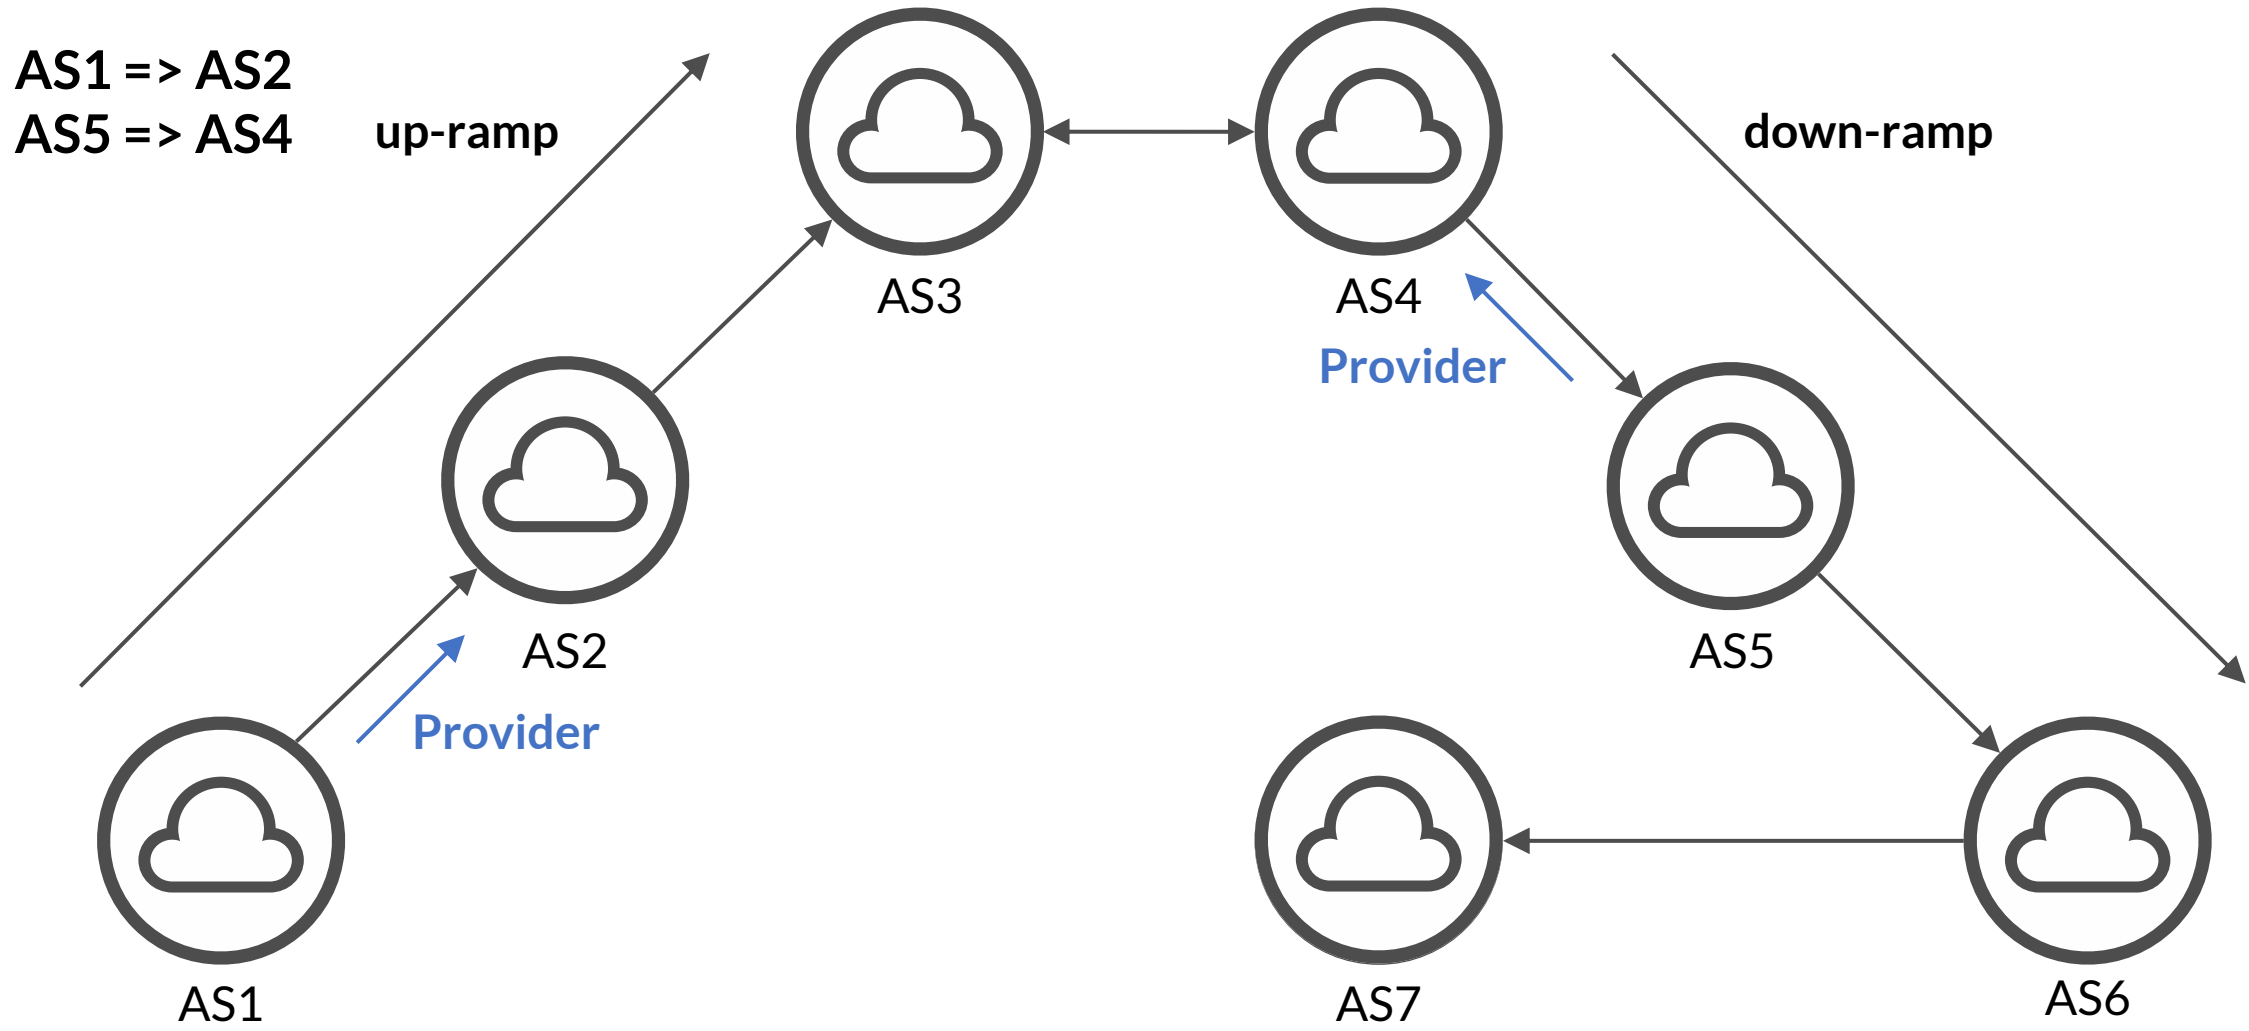 AS1 => AS2
AS5 => AS4
up-ramp
down-ramp
AS3
AS4
Provider
AS2
AS5
Provider
AS1
AS7
AS6